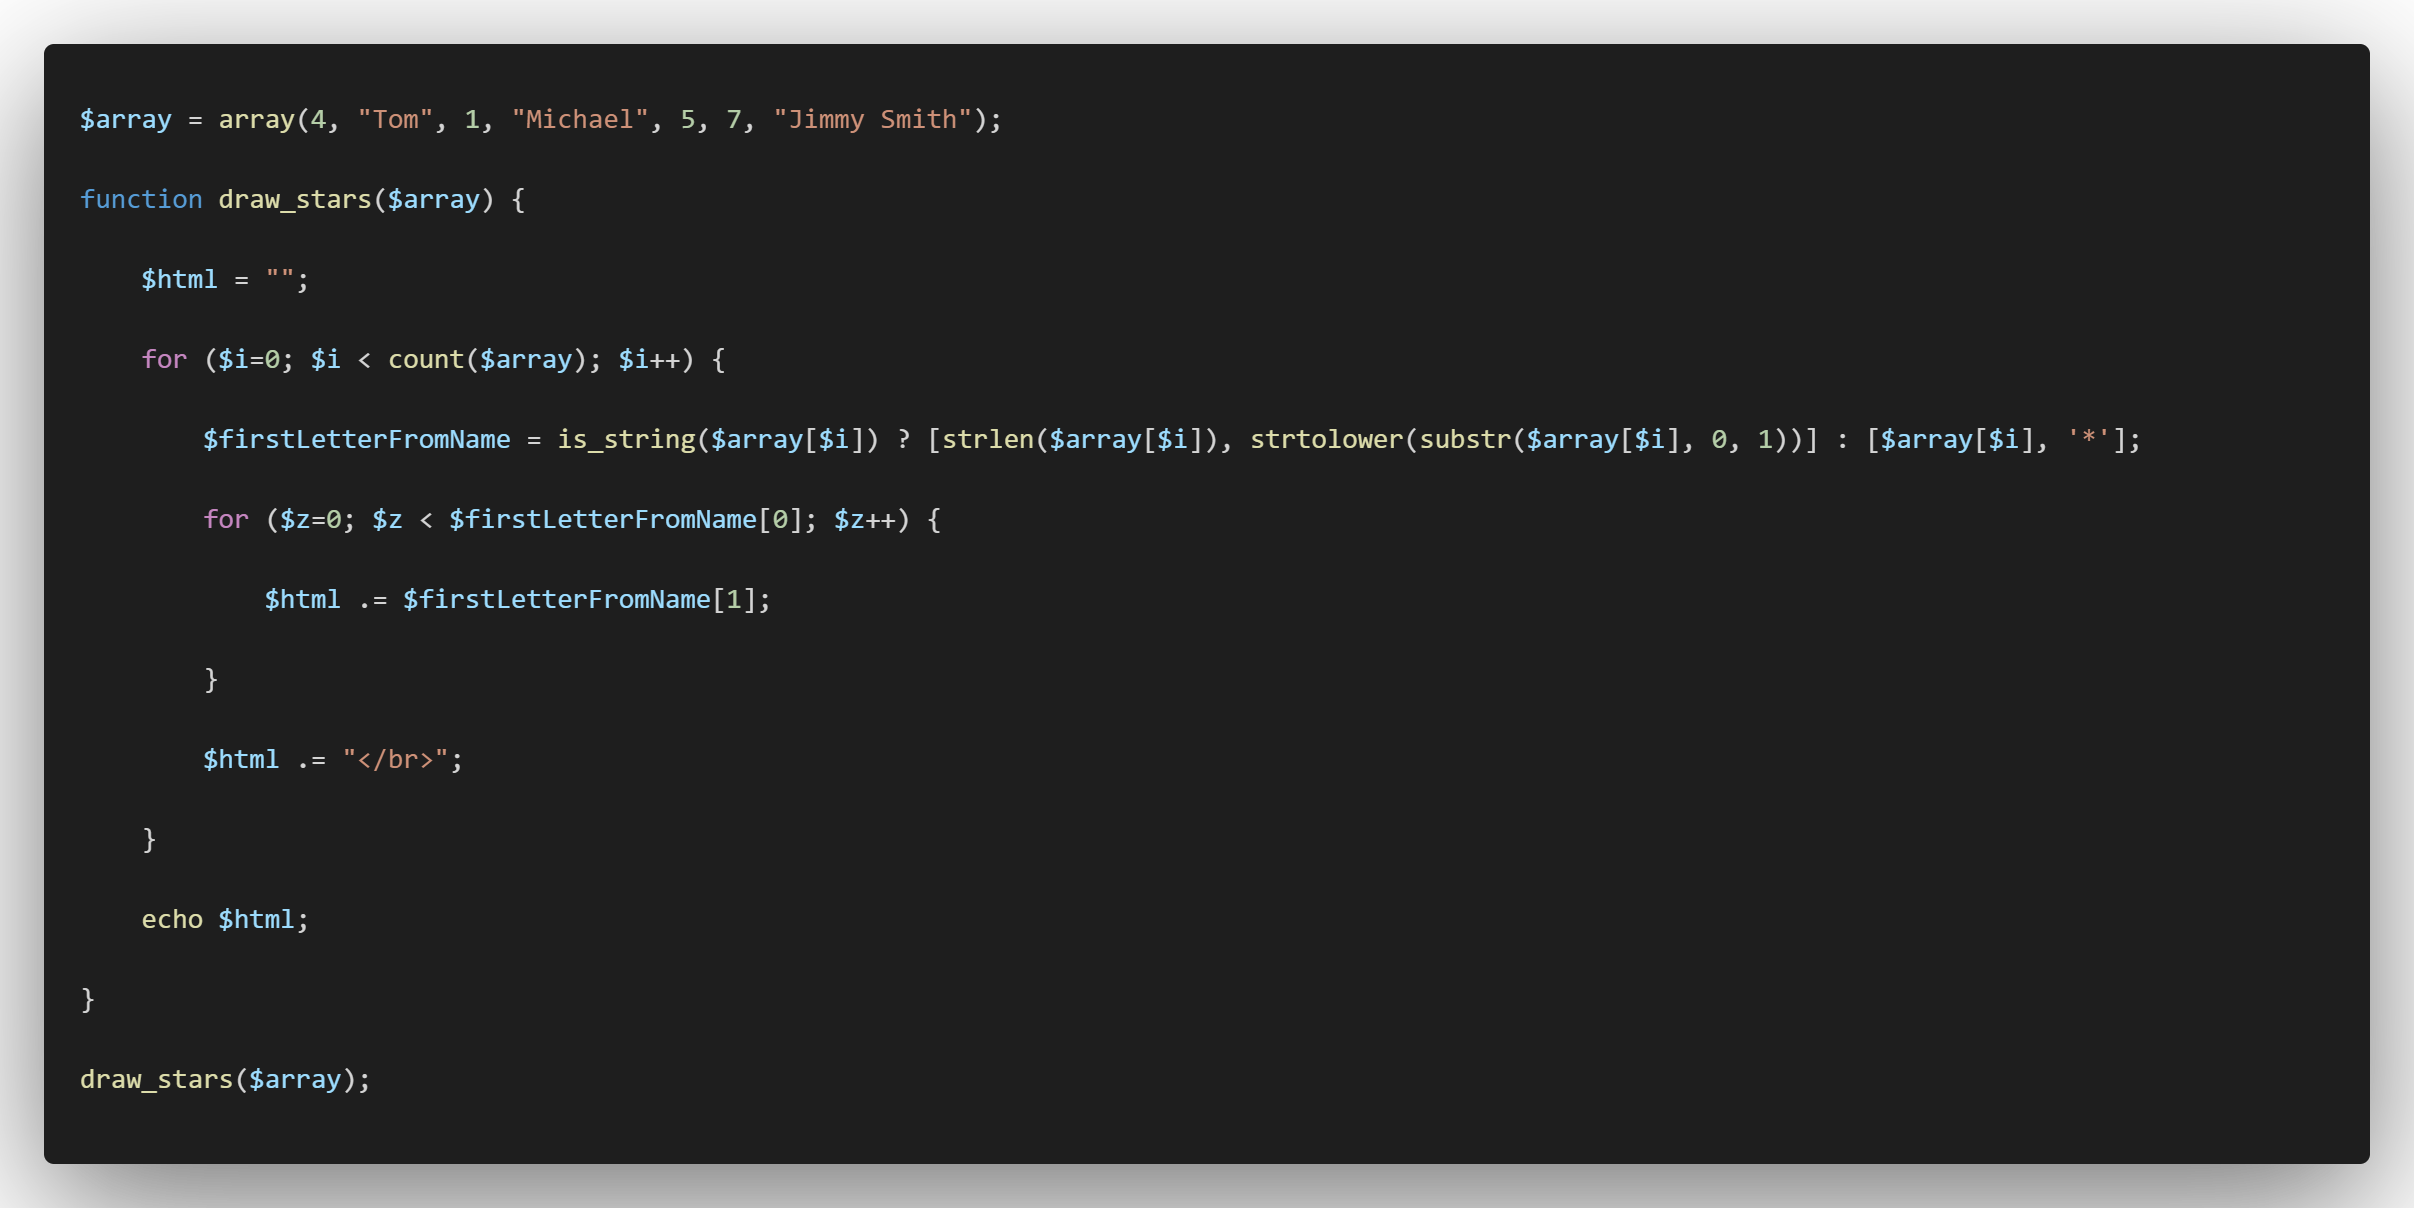 $array = array(4, "Tom", 1, "Michael", 5, 7, "Jimmy Smith");
function draw_stars($array) {
    $html = "";
    for ($i=0; $i < count($array); $i++) {
        $firstLetterFromName = is_string($array[$i]) ? [strlen($array[$i]), strtolower(substr($array[$i], 0, 1))] : [$array[$i], '*'];
        for ($z=0; $z < $firstLetterFromName[0]; $z++) {
            $html .= $firstLetterFromName[1];
        }
        $html .= "</br>";
    }
    echo $html;
}
draw_stars($array);